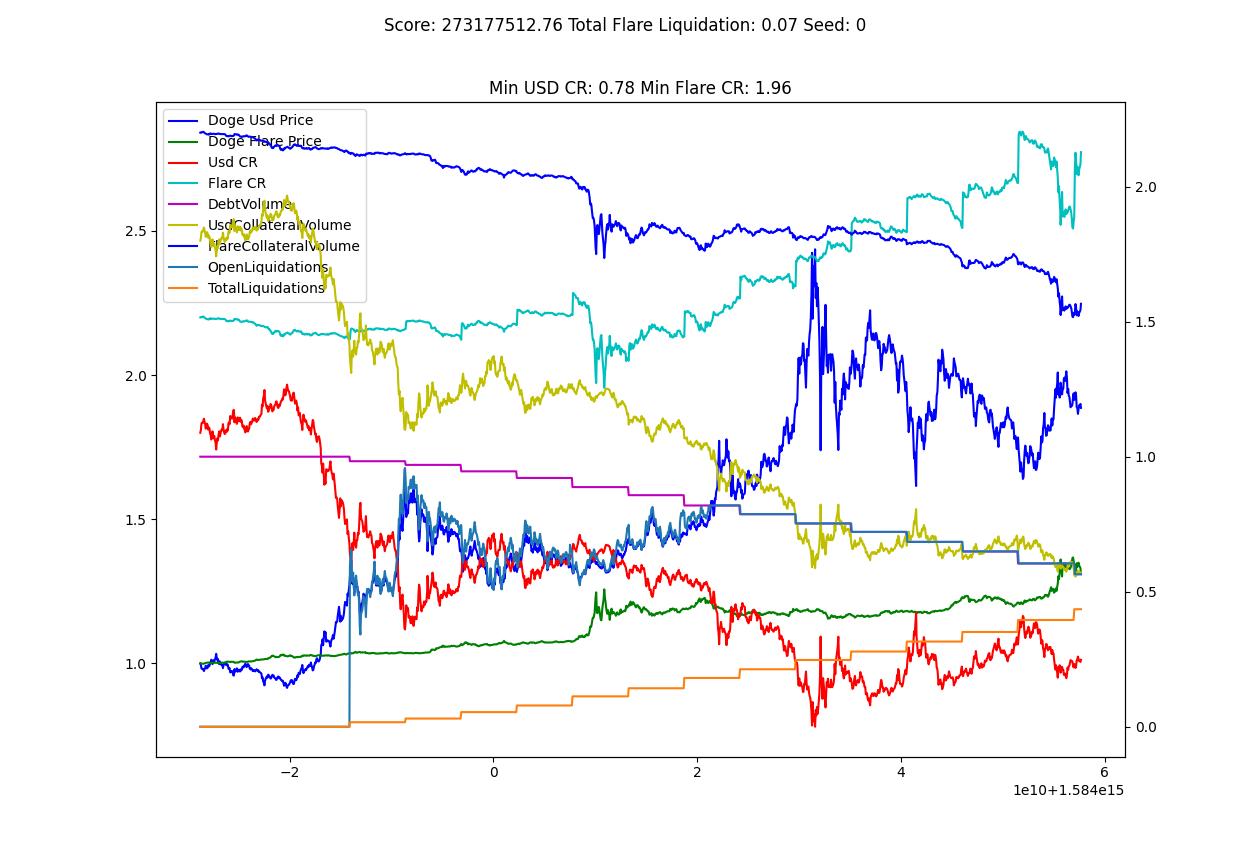 Score: 273177512.76 Total Flare Liquidation: 0.07 Seed: 0
Min USD CR: 0.78 Min Flare CR: 1.96
Doge Usd Price
Doge Flare Price
Usd CR
Flare CR
DebtVolume
UsdCollateralVolume
FlareCollateralVolume
OpenLiquidations
TotalLiquidations
2.5
2.0
1.5
1.0
2.0
1.5
1.0
0.5
0.0
−2
0
2
4
6
1e10+1.584e15